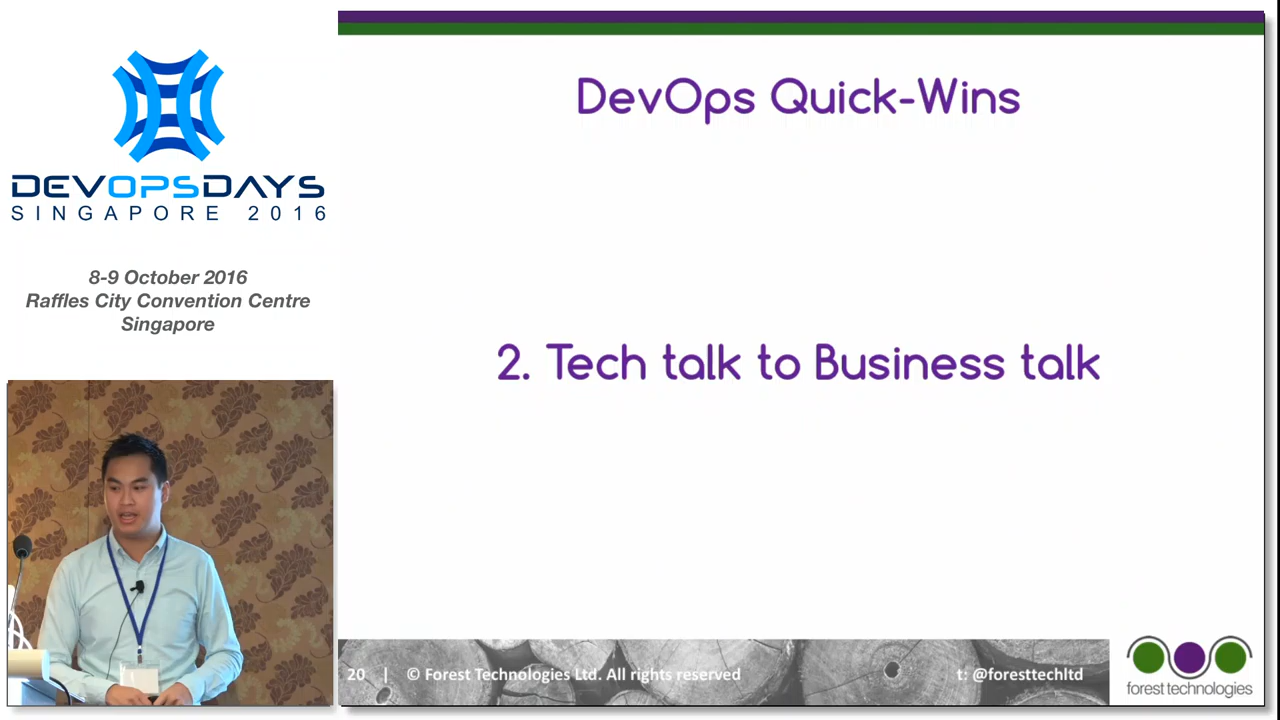 DEVOPSDAYS
SINGAPORE 2016
8-9 October 2016
Raffles City Convention Centre
Singapore
DevOps Quick-Wins
2. Tech talk to Business talk
20 | © Forest Technologies Ltd. All rights reserved
t: @foresttechltd
forest technologies